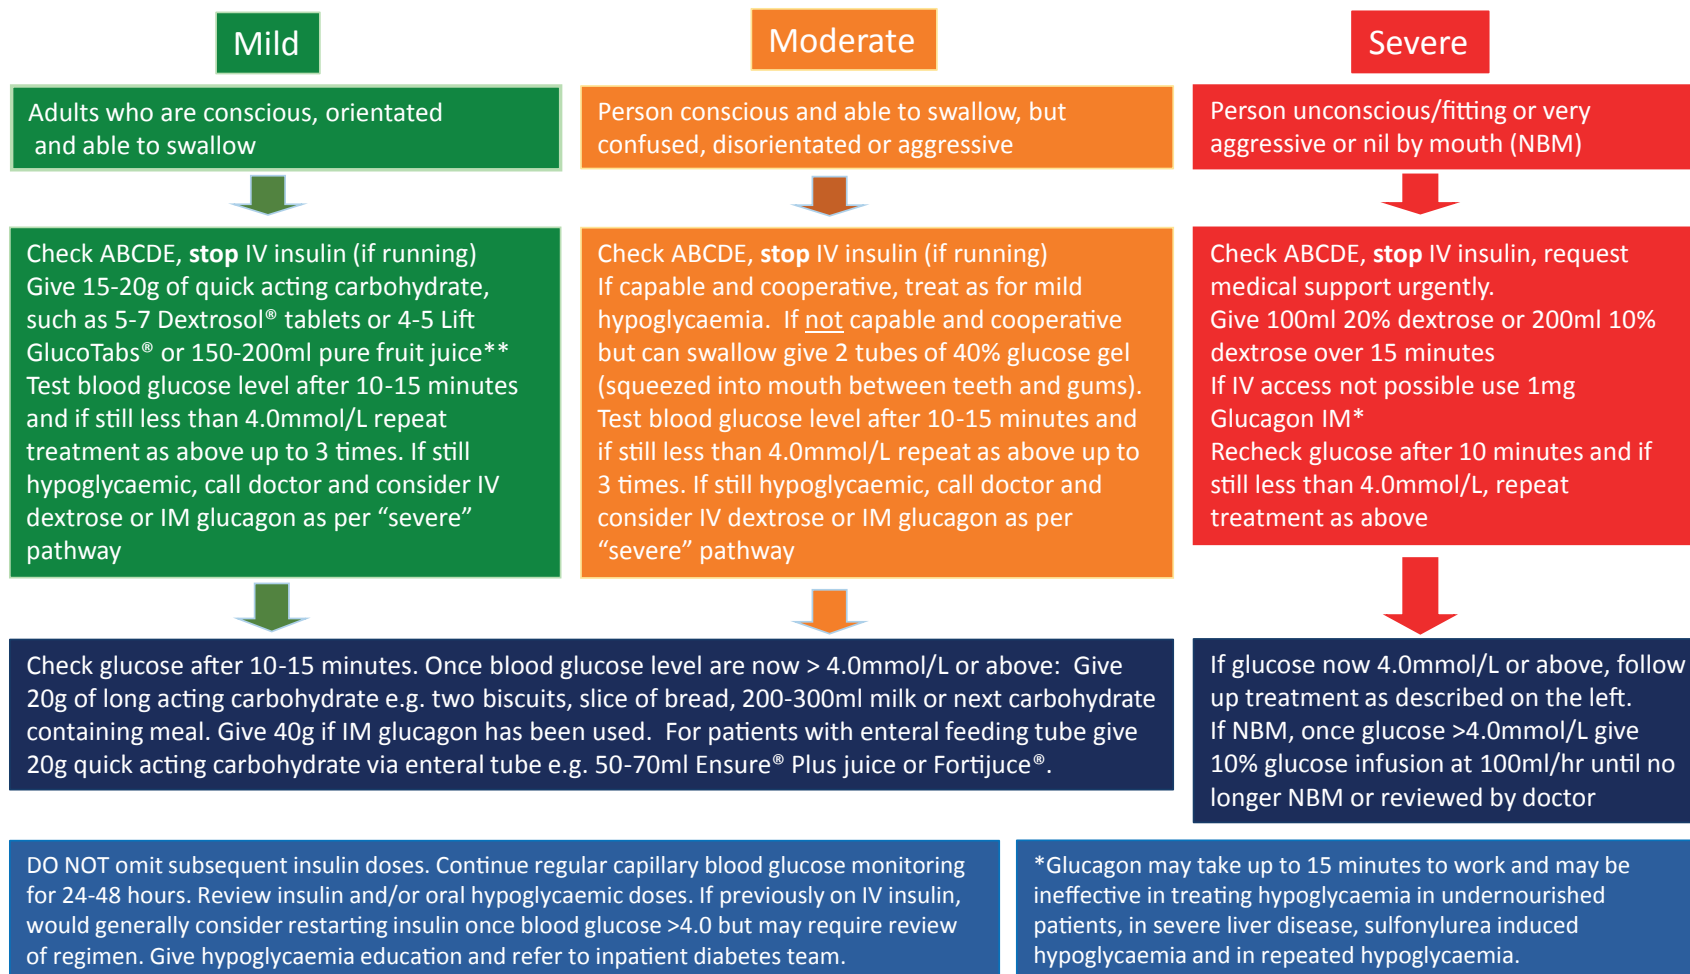 Mild
Adults who are conscious, orientated
and able to swallow
Check ABCDE, stop IV insulin (if running)
Give 15-20g of quick acting carbohydrate,
such as 5-7 Dextrosol® tablets or 4-5 Lift
GlucoTabs® or 150-200ml pure fruit juice**
Test blood glucose level after 10-15 minutes
and if still less than 4.0mmol/L repeat
treatment as above up to 3 times. If still
hypoglycaemic, call doctor and consider IV
dextrose or IM glucagon as per “severe”
pathway
Moderate
Person conscious and able to swallow, but
confused, disorientated or aggressive
Check ABCDE, stop IV insulin (if running)
If capable and cooperative, treat as for mild
hypoglycaemia. If not capable and cooperative
but can swallow give 2 tubes of 40% glucose gel
(squeezed into mouth between teeth and gums).
Test blood glucose level after 10-15 minutes and
if still less than 4.0mmol/L repeat as above up to
3 times. If still hypoglycaemic, call doctor and
consider IV dextrose or IM glucagon as per
“severe” pathway
Severe
Person unconscious/fitting or very
aggressive or nil by mouth (NBM)
Check ABCDE, stop IV insulin, request
medical support urgently.
Give 100ml 20% dextrose or 200ml 10%
dextrose over 15 minutes
If IV access not possible use 1mg
Glucagon IM*
Recheck glucose after 10 minutes and if
still less than 4.0mmol/L, repeat
treatment as above
Check glucose after 10-15 minutes. Once blood glucose level are now > 4.0mmol/L or above: Give
20g of long acting carbohydrate e.g. two biscuits, slice of bread, 200-300ml milk or next carbohydrate
containing meal. Give 40g if IM glucagon has been used. For patients with enteral feeding tube give
20g quick acting carbohydrate via enteral tube e.g. 50-70ml Ensure® Plus juice or Fortijuce®.
If glucose now 4.0mmol/L or above, follow
up treatment as described on the left.
If NBM, once glucose >4.0mmol/L give
10% glucose infusion at 100ml/hr until no
longer NBM or reviewed by doctor
DO NOT omit subsequent insulin doses. Continue regular capillary blood glucose monitoring
for 24-48 hours. Review insulin and/or oral hypoglycaemic doses. If previously on IV insulin,
would generally consider restarting insulin once blood glucose >4.0 but may require review
of regimen. Give hypoglycaemia education and refer to inpatient diabetes team.
*Glucagon may take up to 15 minutes to work and may be
ineffective in treating hypoglycaemia in undernourished
patients, in severe liver disease, sulfonylurea induced
hypoglycaemia and in repeated hypoglycaemia.